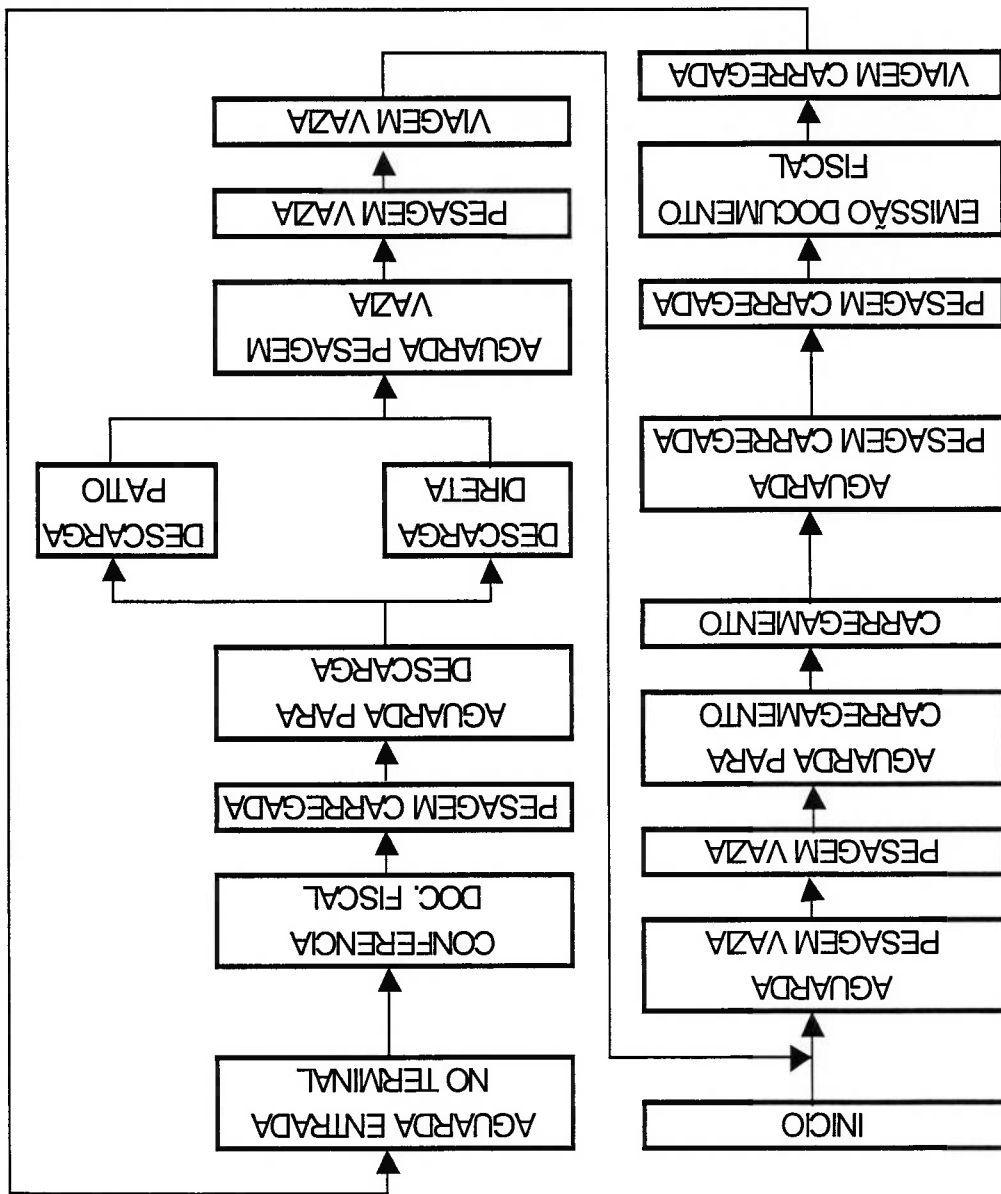 INICIO
AGUARDA
PESAGEM VAZIA
PESAGEM VAZIA
AGUARDA PARA
CARREGAMENTO
CARREGAMENTO
AGUARDA
PESAGEM CARREGADA
PESAGEM CARREGADA
EMISSÃO DOCUMENTO
FISCAL
VIAGEM CARREGADA
AGUARDA ENTRADA
NO TERMINAL
CONFERENCIA
DOC. FISCAL
PESAGEM CARREGADA
AGUARDA PARA
DESCARGA
DESCARGA
DIRETA
DESCARGA
PATIO
AGUARDA PESAGEM
VAZIA
PESAGEM VAZIA
VIAGEM VAZIA